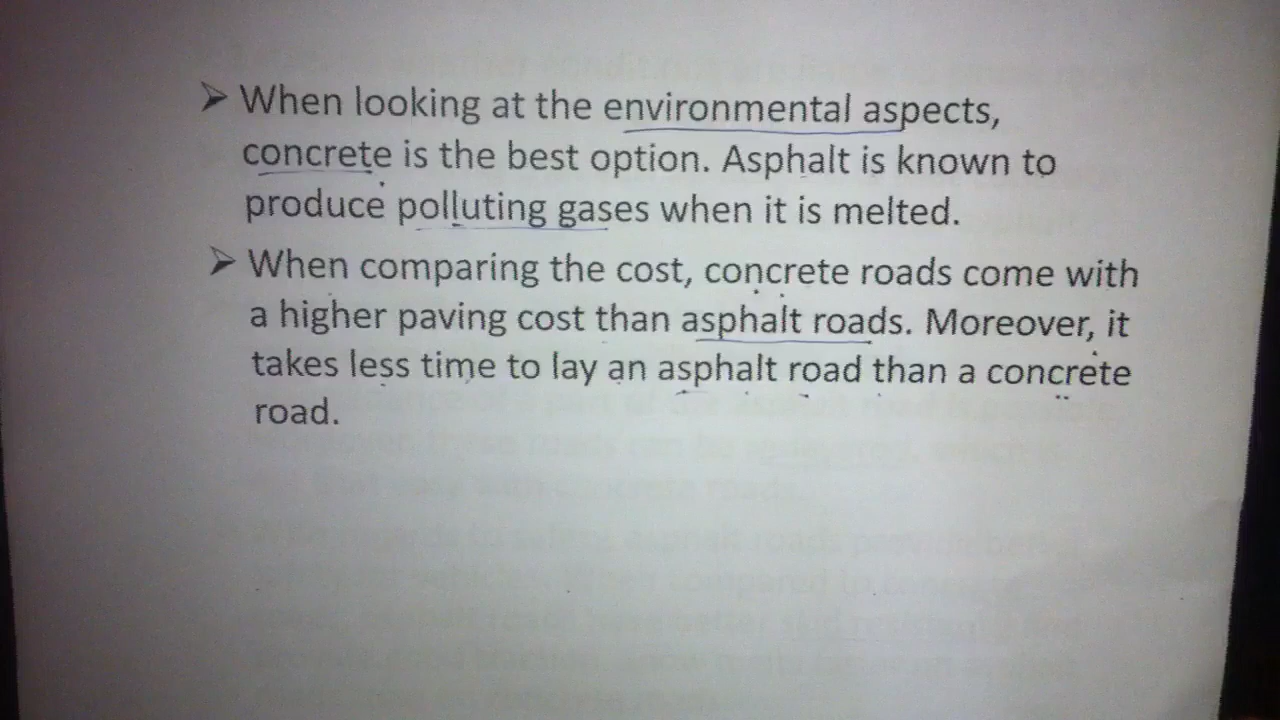 ➢ When looking at the environmental aspects,
concrete is the best option. Asphalt is known to
produce polluting gases when it is melted.
➢ When comparing the cost, concrete roads come with
a higher paving cost than asphalt roads. Moreover, it
takes less time to lay an asphalt road than a concrete
road.